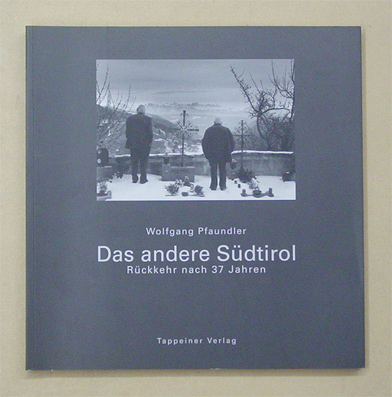 Wolfgang Pfaundler
Das andere Südtirol
Rückkehr nach 37 Jahren
Tappeiner Verlag